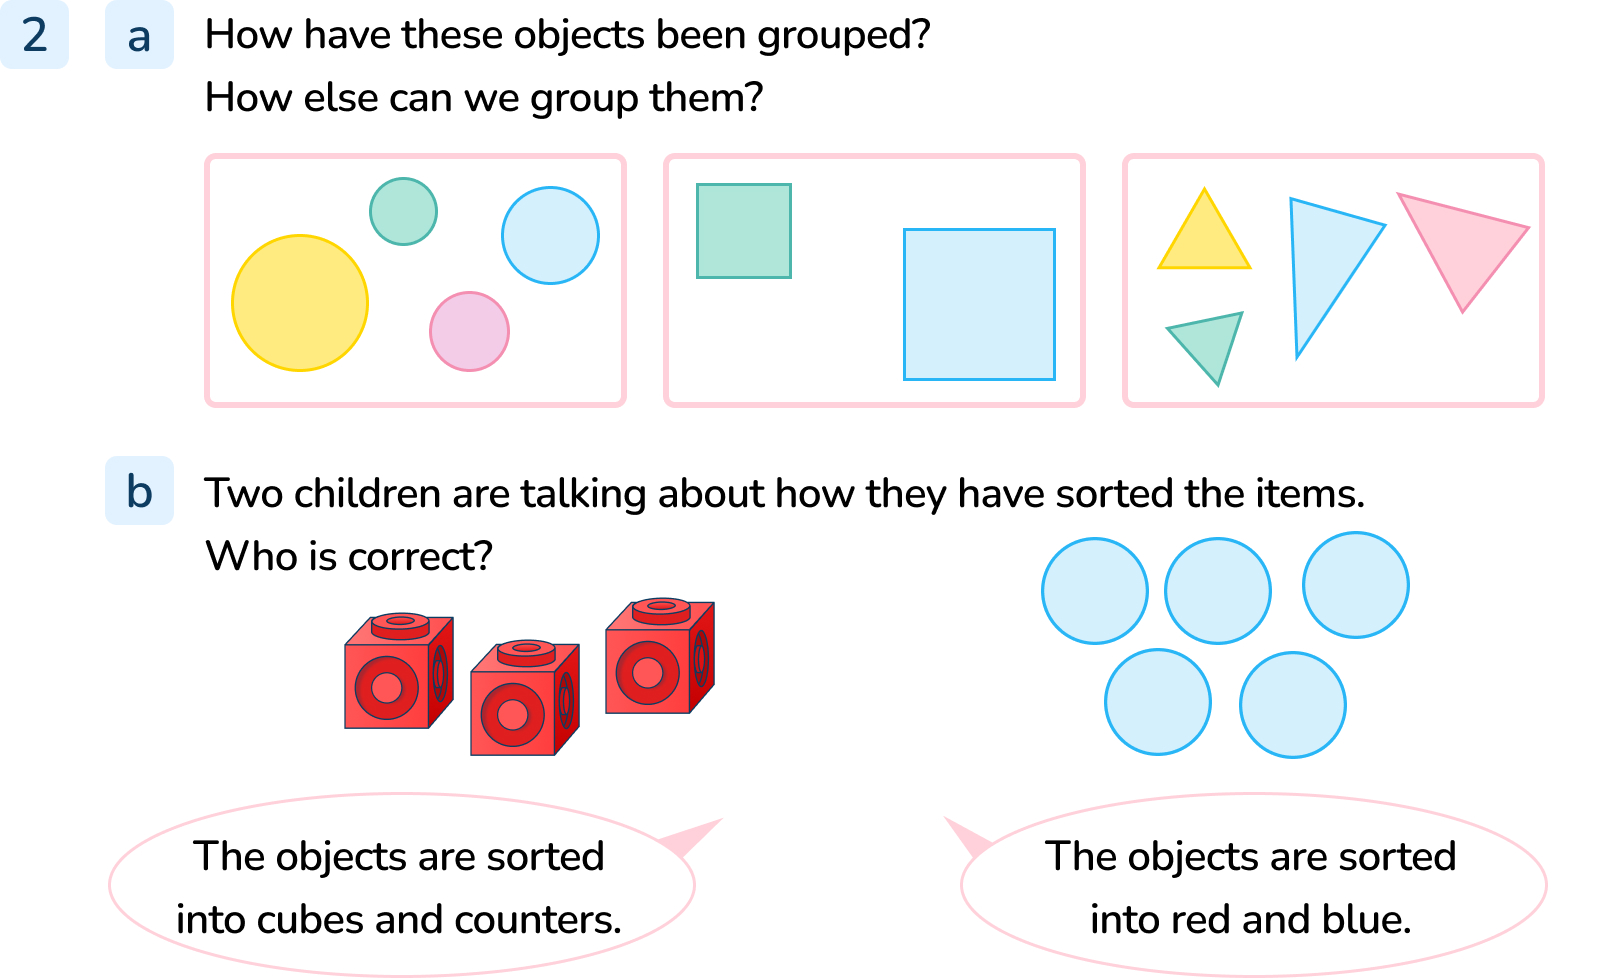 2 a How have these objects been grouped?
How else can we group them?
b Two children are talking about how they have sorted the items.
Who is correct?
The objects are sorted
into cubes and counters.
The objects are sorted
into red and blue.